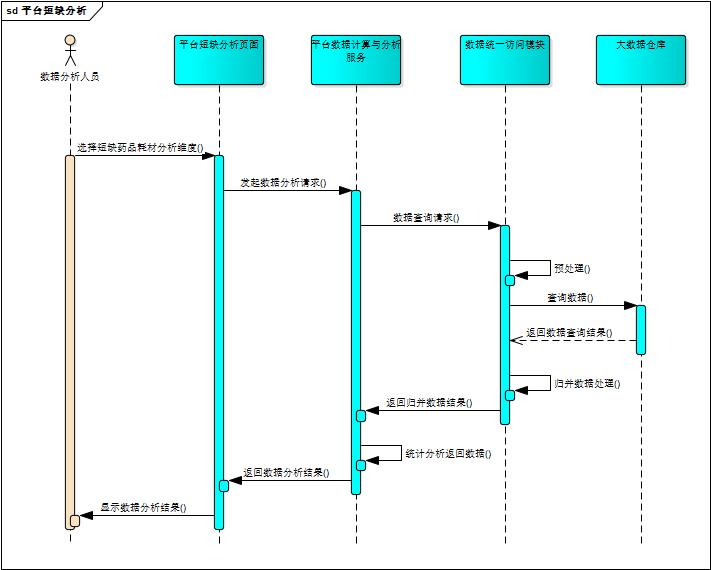 sd 平台短缺分析
数据分析人员
平台短缺分析页面
平台数据计算与分析
服务
数据统一访问模块
大数据仓库
选择短缺药品耗材分析维度()
发起数据分析请求()
数据查询请求()
预处理()
查询数据()
返回数据查询结果()
归并数据处理()
返回归并数据结果()
统计分析返回数据()
返回数据分析结果()
显示数据分析结果()